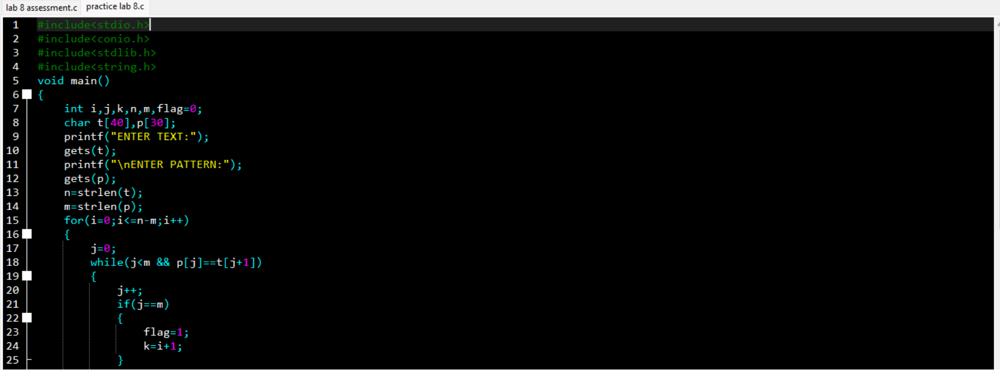 lab 8 assessment.c practice lab 8.c
1 #include<stdio.h>
2 #include<conio.h>
3 #include<stdlib.h>
4 #include<string.h>
5 void main()
6 {
7 int i,j,k,n,m,flag=0;
8 char t[40],p[30];
9 printf("ENTER TEXT:");
10 gets(t);
11 printf("\nENTER PATTERN:");
12 gets(p);
13 n=strlen(t);
14 m=strlen(p);
15 for(i=0;i<=n-m;i++)
16 {
17 j=0;
18 while(j<m && p[j]==t[j+1])
19 {
20 j++;
21 if(j==m)
22 {
23 flag=1;
24 k=i+1;
25 }